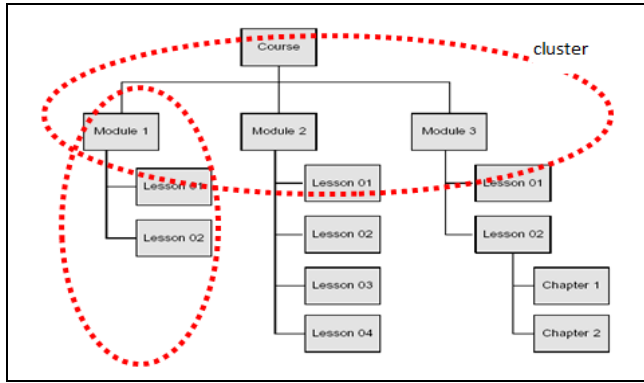 Course
cluster
Module 1
Module 2
Module 3
Lesson 01
Lesson 01
Lesson 01
Lesson 02
Lesson 02
Lesson 02
Lesson 03
Chapter 1
Lesson 04
Chapter 2